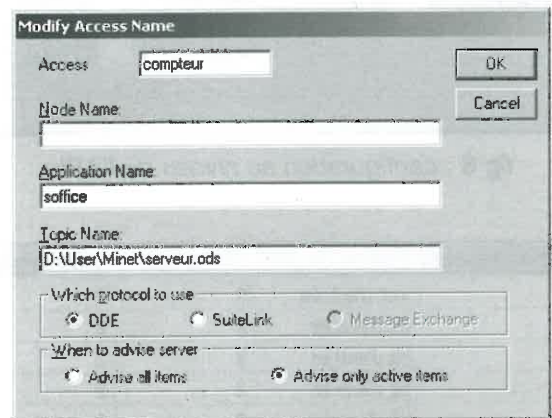 Modify Access Name
Access compteur
OK
Cancel
Node Name:
Application Name:
soffice
Topic Name:
D:\User\Minet\serveur.ods
Which protocol to use
DDE SuiteLink Message Exchange
When to advise server
Advise all items Advise only active items